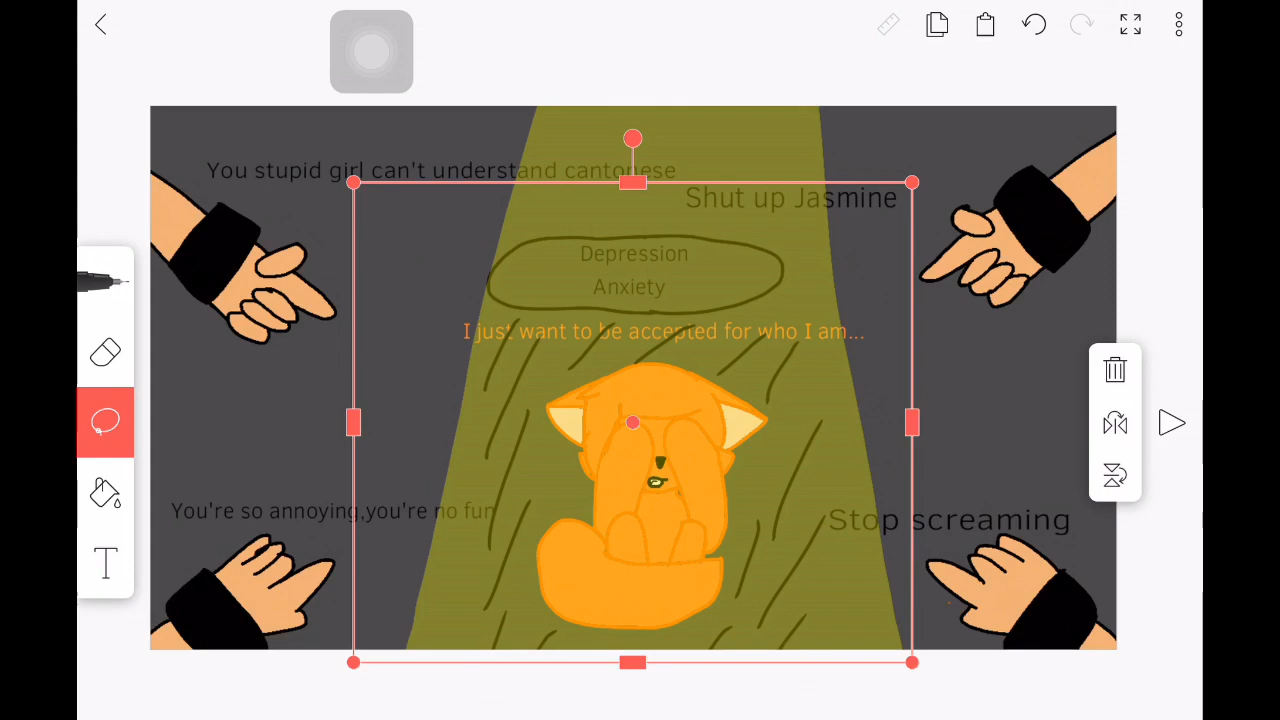 You stupid girl can't understand cantonese
Shut up Jasmine
Depression
Anxiety
I just want to be accepted for who I am...
You're so annoying,you're no fun
Stop screaming
T